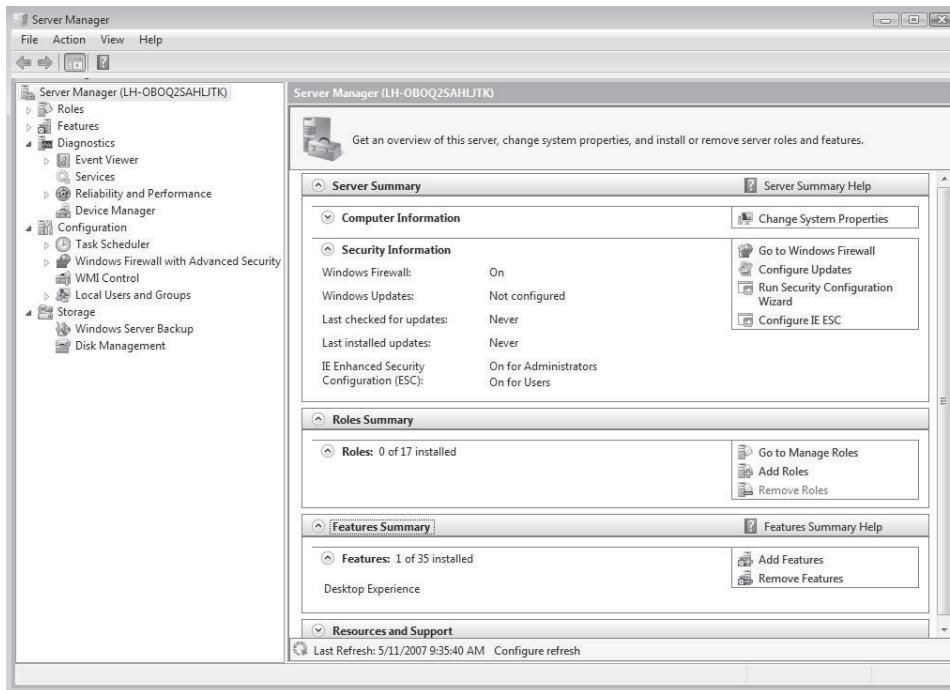 Server Manager
File Action View Help
Server Manager (LH-OBOQ2SAHLJTK)
Roles
Features
Diagnostics
Event Viewer
Services
Reliability and Performance
Device Manager
Configuration
Task Scheduler
Windows Firewall with Advanced Security
WMI Control
Local Users and Groups
Storage
Windows Server Backup
Disk Management
Server Manager (LH-OBOQ2SAHLJTK)
Get an overview of this server, change system properties, and install or remove server roles and features.
Server Summary
Server Summary Help
Computer Information
Change System Properties
Security Information
Windows Firewall: On
Windows Updates: Not configured
Last checked for updates: Never
Last installed updates: Never
IE Enhanced Security Configuration (ESC): On for Administrators
On for Users
Go to Windows Firewall
Configure Updates
Run Security Configuration
Wizard
Configure IE ESC
Roles Summary
Roles: 0 of 17 installed
Go to Manage Roles
Add Roles
Remove Roles
Features Summary
Features Summary Help
Features: 1 of 35 installed
Desktop Experience
Add Features
Remove Features
Resources and Support
Last Refresh: 5/11/2007 9:35:40 AM Configure refresh